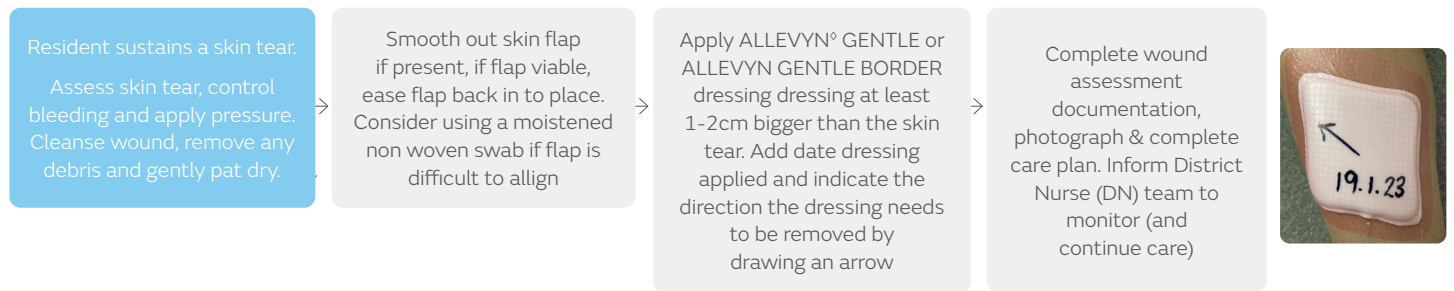 Resident sustains a skin tear.
Assess skin tear, control
bleeding and apply pressure.
Cleanse wound, remove any
debris and gently pat dry.
Smooth out skin flap
if present, if flap viable,
ease flap back in to place.
Consider using a moistened
non woven swab if flap is
difficult to allign
Apply ALLEVYN◊ GENTLE or
ALLEVYN GENTLE BORDER
dressing dressing at least
1-2cm bigger than the skin
tear. Add date dressing
applied and indicate the
direction the dressing needs
to be removed by
drawing an arrow
Complete wound
assessment
documentation,
photograph & complete
care plan. Inform District
Nurse (DN) team to
monitor (and
continue care)
19.1.23